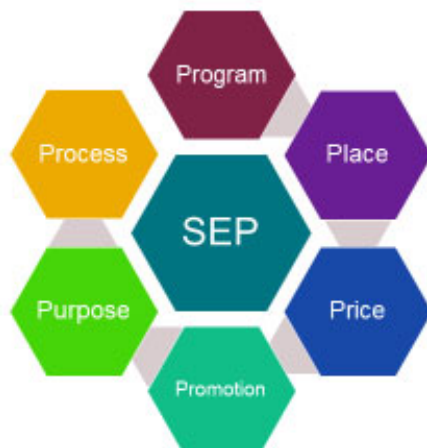 Program
Process
Place
SEP
Purpose
Price
Promotion